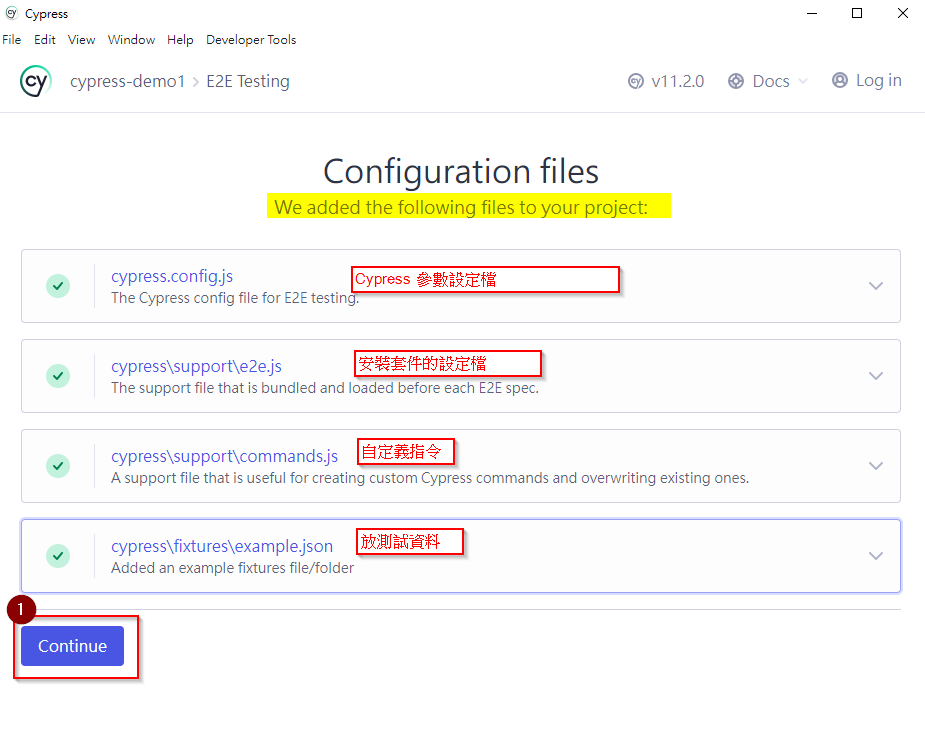 cy Cypress
File Edit View Window Help Developer Tools
cy cypress-demo1 > E2E Testing cy v11.2.0 Docs Log in
Configuration files
We added the following files to your project:
cypress.config.js Cypress 參數設定檔
The Cypress config file for E2E testing.
cypress\support\e2e.js 安裝套件的設定檔
The support file that is bundled and loaded before each E2E spec.
cypress\support\commands.js 自定義指令
A support file that is useful for creating custom Cypress commands and overwriting existing ones.
cypress\fixtures\example.json 放測試資料
Added an example fixtures file/folder
1
Continue